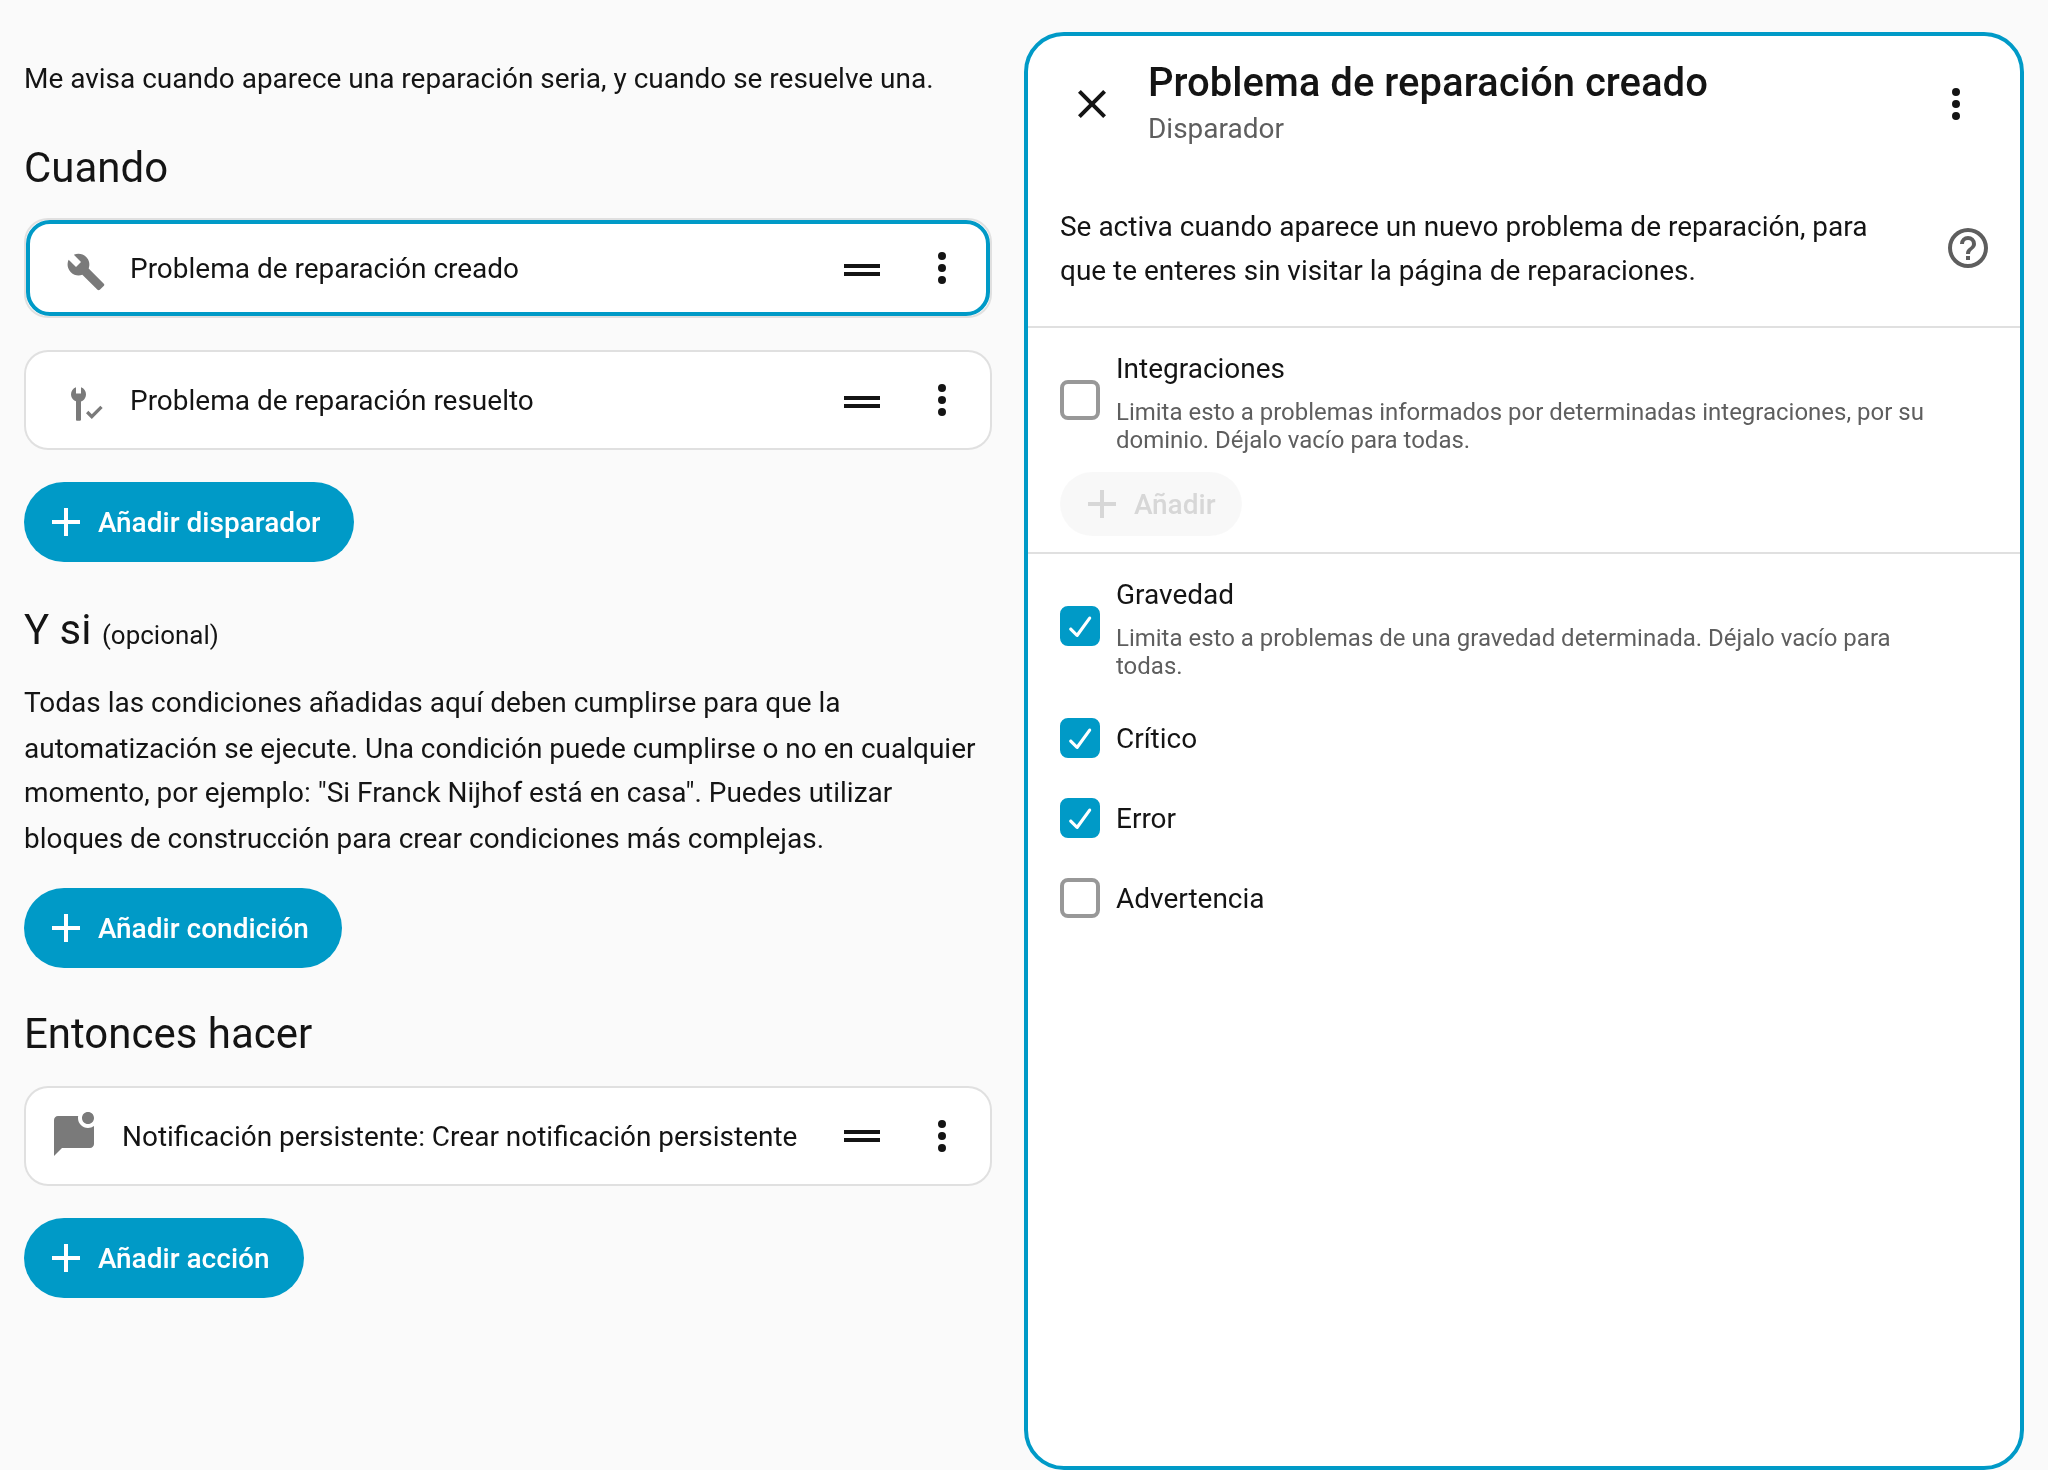 Me avisa cuando aparece una reparación seria, y cuando se resuelve una.
Cuando
Problema de reparación creado
Problema de reparación resuelto
Añadir disparador
Y si (opcional)
Todas las condiciones añadidas aquí deben cumplirse para que la
automatización se ejecute. Una condición puede cumplirse o no en cualquier
momento, por ejemplo: "Si Franck Nijhof está en casa". Puedes utilizar
bloques de construcción para crear condiciones más complejas.
Añadir condición
Entonces hacer
Notificación persistente: Crear notificación persistente
Añadir acción
Problema de reparación creado
Disparador
Se activa cuando aparece un nuevo problema de reparación, para
que te enteres sin visitar la página de reparaciones.
Integraciones
Limita esto a problemas informados por determinadas integraciones, por su
dominio. Déjalo vacío para todas.
Añadir
Gravedad
Limita esto a problemas de una gravedad determinada. Déjalo vacío para
todas.
Crítico
Error
Advertencia